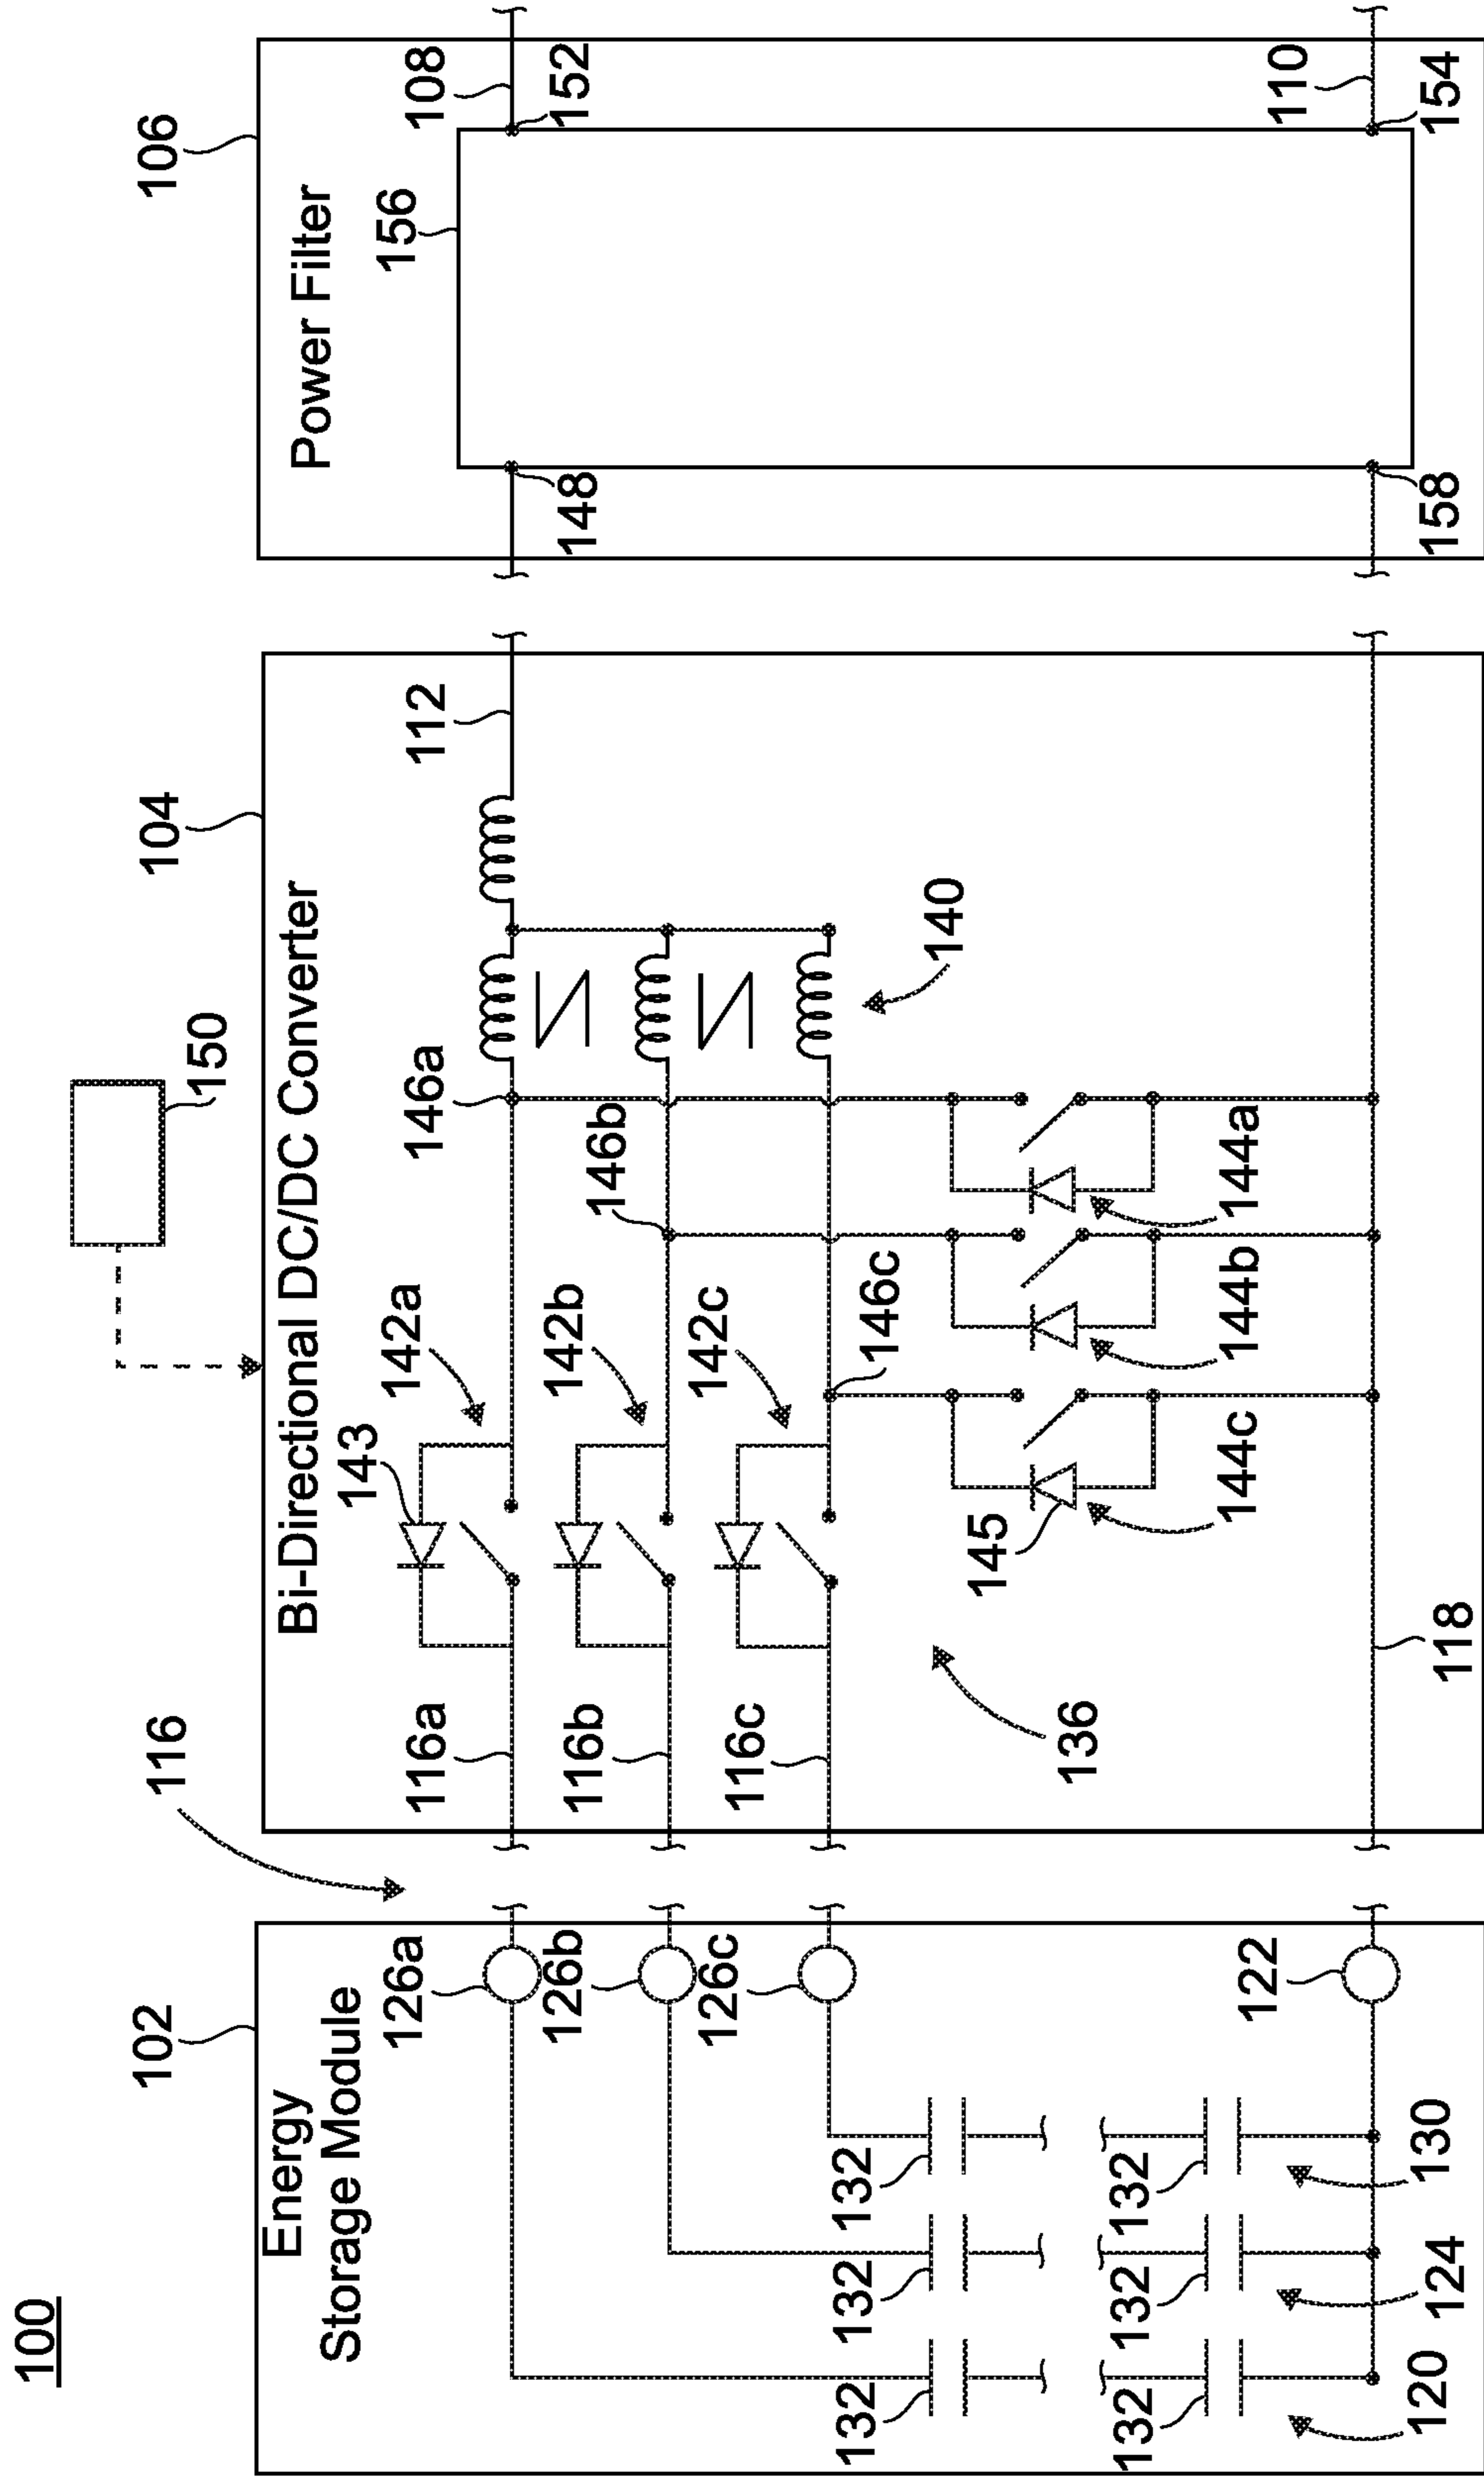 100
102
Energy
Storage Module
126a
126b
126c
122
132
132
132
132
132
132
120
124
130
116
104
150
Bi-Directional DC/DC Converter
116a
116b
116c
143
142a
142b
142c
136
146a
146b
146c
140
112
145
144c
144b
144a
118
106
Power Filter
156
148
158
108
152
110
154